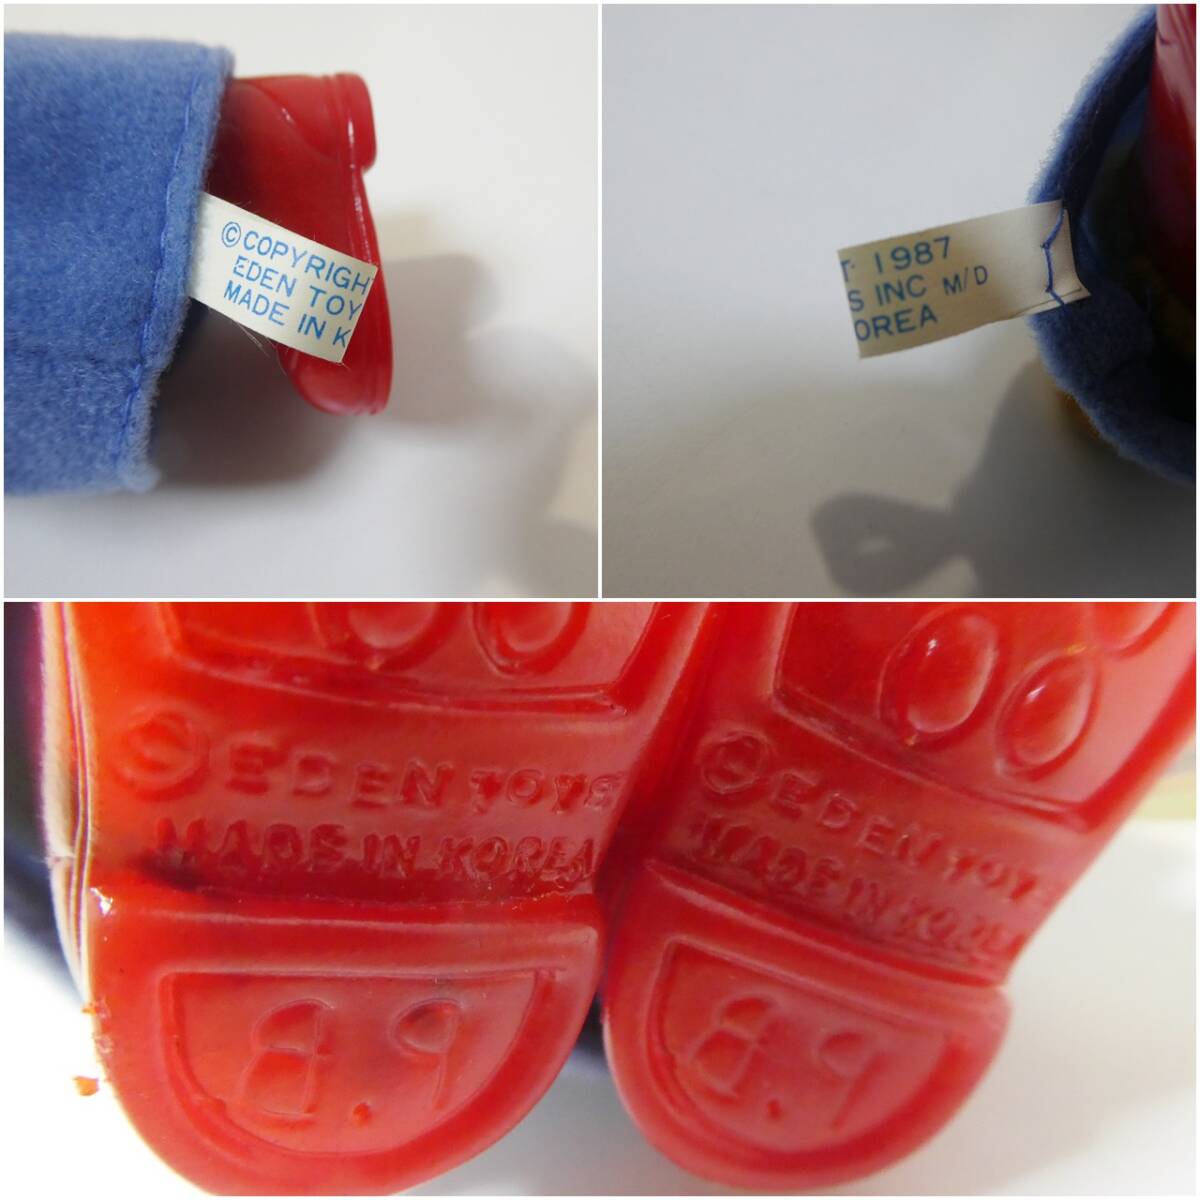 ©COPYRIGH
EDEN TOY
MADE IN K
T 1987
S INC M/D
OREA
© EDEN TOYS
MADE IN KOREA
P.B
© EDEN TOYS
MADE IN KOREA
P.B